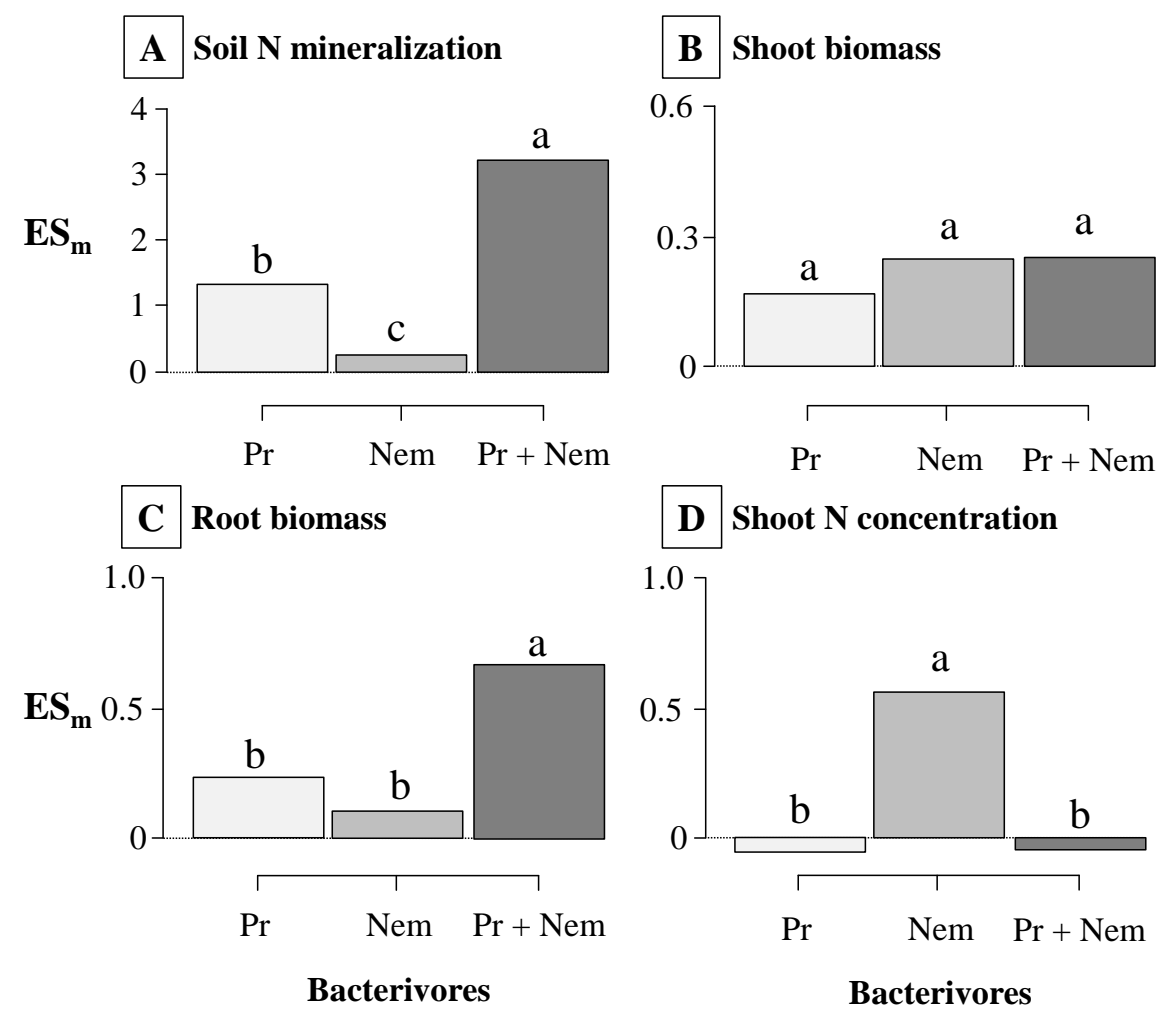 A Soil N mineralization
4
3
2
1
0
ESm
b
c
a
Pr Nem Pr + Nem
B Shoot biomass
0.6
0.3
0
a
a
a
Pr Nem Pr + Nem
C Root biomass
1.0
0.5
0
ESm
b
b
a
Pr Nem Pr + Nem
Bacterivores
D Shoot N concentration
1.0
0.5
0
b
a
b
Pr Nem Pr + Nem
Bacterivores